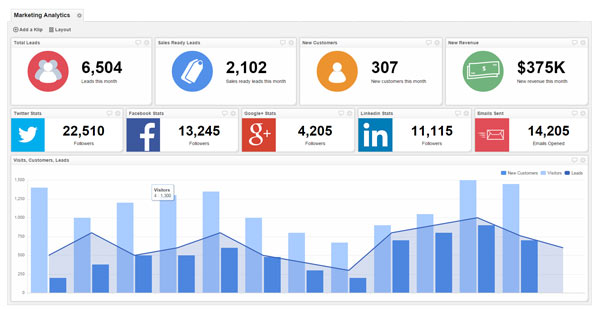 Marketing Analytics
Add a Klip Layout
Total Leads
6,504
Leads this month
Sales Ready Leads
2,102
Sales ready leads this month
New Customers
307
New customers this month
New Revenue
$375K
New revenue this month
Twitter Stats
22,510
Followers
Facebook Stats
13,245
Followers
Google+ Stats
4,205
Followers
Linkedin Stats
11,115
Followers
Emails Sent
14,205
Emails Opened
Visits, Customers, Leads
New Customers Visitors Leads
1,500
1,250
1,000
750
500
250
0
Visitors
4 : 1,300